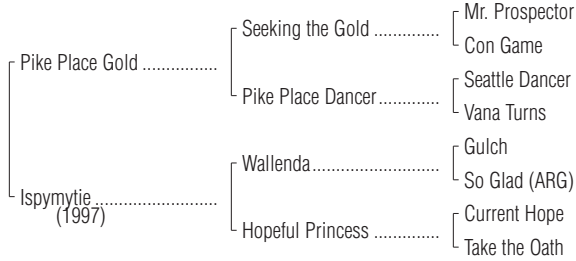 Mr. Prospector
Seeking the Gold ..............
Con Game
Pike Place Gold ................
Seattle Dancer
Pike Place Dancer.............
Vana Turns
Gulch
Wallenda...........................
So Glad (ARG)
Ispymytie ..........................
(1997)
Current Hope
Hopeful Princess ..............
Take the Oath